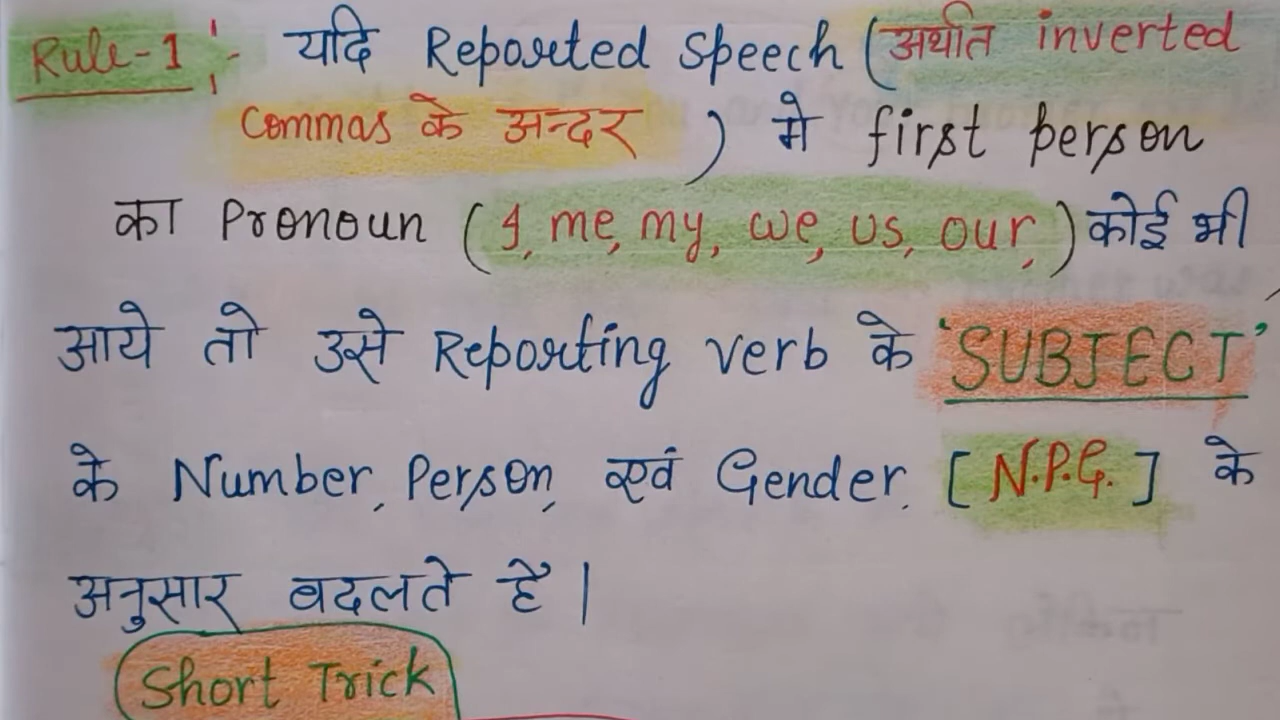 Rule-1 :- यदि Reported Speech (अर्थात inverted
Commas के अन्दर ) मे first person
का Pronoun (I, me, my, we, us, our,) कोई भी
आये तो उसे Reporting verb के 'SUBJECT'
के Number, Person, एवं Gender, [N.P.G.] के
अनुसार बदलते है।
Short Trick